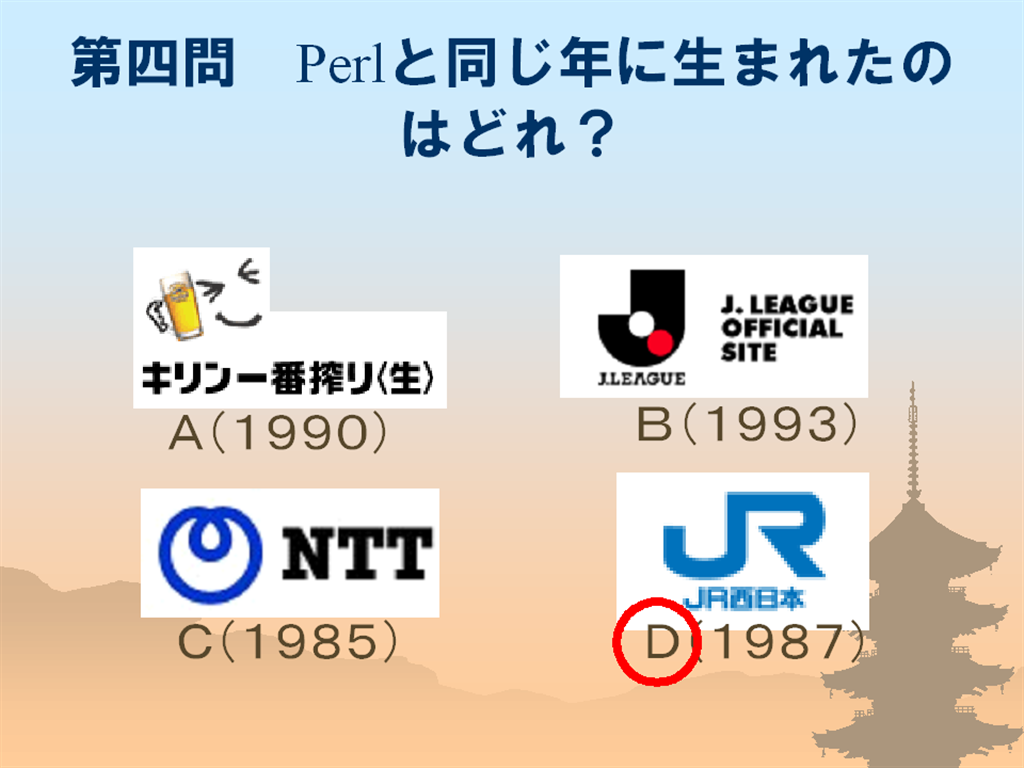 第四問　Perlと同じ年に生まれたの
はどれ？
キリン一番搾り〈生〉
A（1990）
J. LEAGUE
OFFICIAL
SITE
J.LEAGUE
B（1993）
NTT
C（1985）
JR
JR西日本
D（1987）